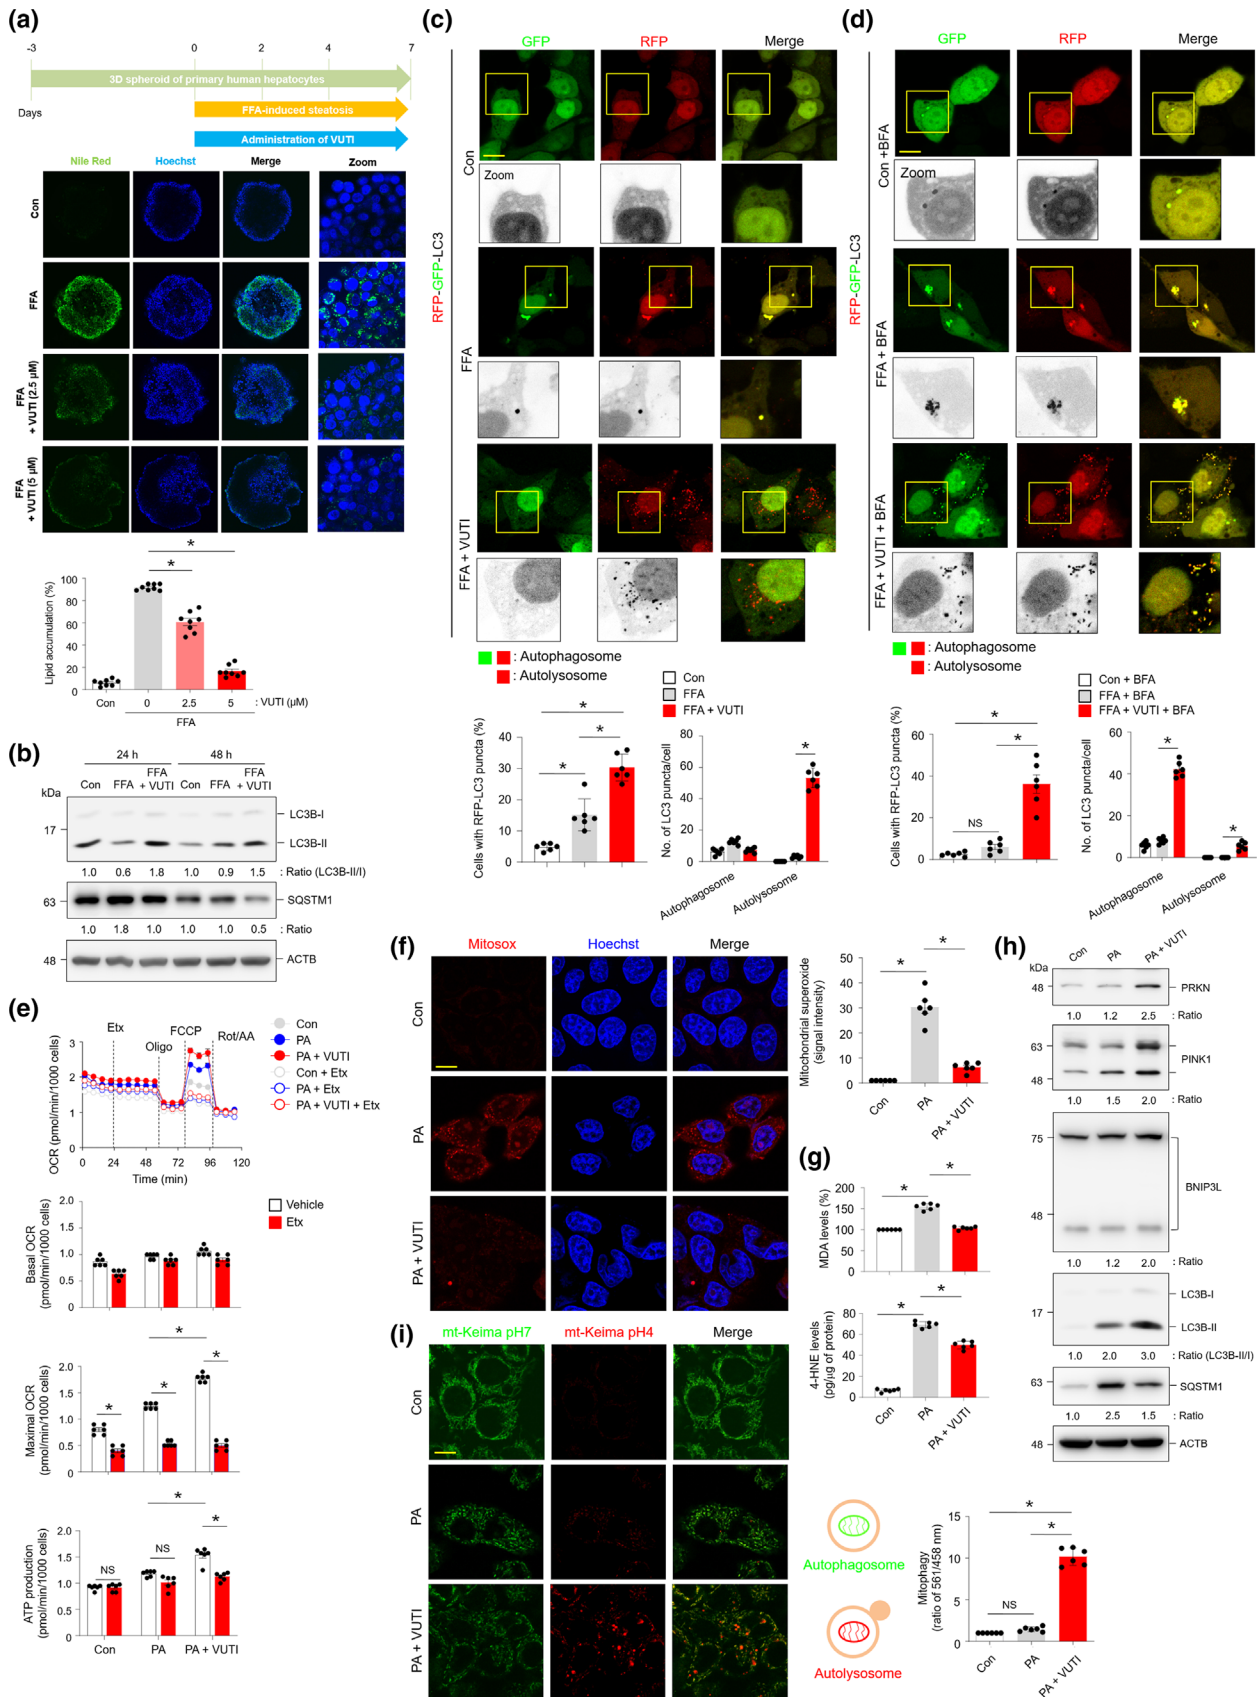 (a)
-3 0 2 4 7
3D spheroid of primary human hepatocytes
Days
FFA-induced steatosis
Administration of VUTI
Nile Red Hoechst Merge Zoom
Con
FFA
FFA
+ VUTI (2.5 µM)
FFA
+ VUTI (5 µM)
Lipid accumulation (%)
100
80
60
40
20
0
* *
Con 0 2.5 5 : VUTI (µM)
FFA
(b)
24 h 48 h
Con FFA FFA + VUTI Con FFA FFA + VUTI
kDa
17
LC3B-I
LC3B-II
1.0 0.6 1.8 1.0 0.9 1.5 : Ratio (LC3B-II/I)
63 SQSTM1
1.0 1.8 1.0 1.0 1.0 0.5 : Ratio
48 ACTB
(c)
GFP RFP Merge
RFP-GFP-LC3
Con
Zoom
FFA
FFA + VUTI
: Autophagosome
: Autolysosome
Con
FFA
FFA + VUTI
Cells with RFP-LC3 puncta (%)
40
30
20
10
0
* * *
No. of LC3 puncta/cell
80
60
40
20
0
*
Autophagosome
Autolysosome
(d)
GFP RFP Merge
RFP-GFP-LC3
Con +BFA
Zoom
FFA + BFA
FFA + VUTI + BFA
: Autophagosome
: Autolysosome
Con + BFA
FFA + BFA
FFA + VUTI + BFA
Cells with RFP-LC3 puncta (%)
60
40
20
0
NS * *
No. of LC3 puncta/cell
60
40
20
0
* *
Autophagosome
Autolysosome
(e)
Etx Oligo FCCP Rot/AA
OCR (pmol/min/1000 cells)
3
2
1
0
0 24 48 72 96 120
Time (min)
Con
PA
PA + VUTI
Con + Etx
PA + Etx
PA + VUTI + Etx
Vehicle
Etx
Basal OCR
(pmol/min/1000 cells)
2.0
1.5
1.0
0.5
0
Maximal OCR
(pmol/min/1000 cells)
2.0
1.5
1.0
0.5
0
* * * *
ATP production
(pmol/min/1000 cells)
2.0
1.5
1.0
0.5
0
NS NS * *
Con PA PA + VUTI
(f)
Mitosox Hoechst Merge
Con
PA
PA + VUTI
Mitochondrial superoxide
(signal intensity)
50
40
30
20
10
0
* *
Con PA PA + VUTI
(g)
MDA levels (%)
200
150
100
50
0
* *
4-HNE levels
(pg/µg of protein)
80
60
40
20
0
* *
Con PA PA + VUTI
(h)
Con PA PA + VUTI
kDa
48 PRKN
1.0 1.2 2.5 : Ratio
63
48
PINK1
1.0 1.5 2.0 : Ratio
75
48
BNIP3L
1.0 1.2 2.0 : Ratio
17
LC3B-I
LC3B-II
1.0 2.0 3.0 : Ratio (LC3B-II/I)
63 SQSTM1
1.0 2.5 1.5 : Ratio
48 ACTB
(i)
mt-Keima pH7 mt-Keima pH4 Merge
Con
PA
PA + VUTI
Autophagosome
Autolysosome
Mitophagy
(ratio of 561/458 nm)
15
10
5
0
NS * *
Con PA PA + VUTI